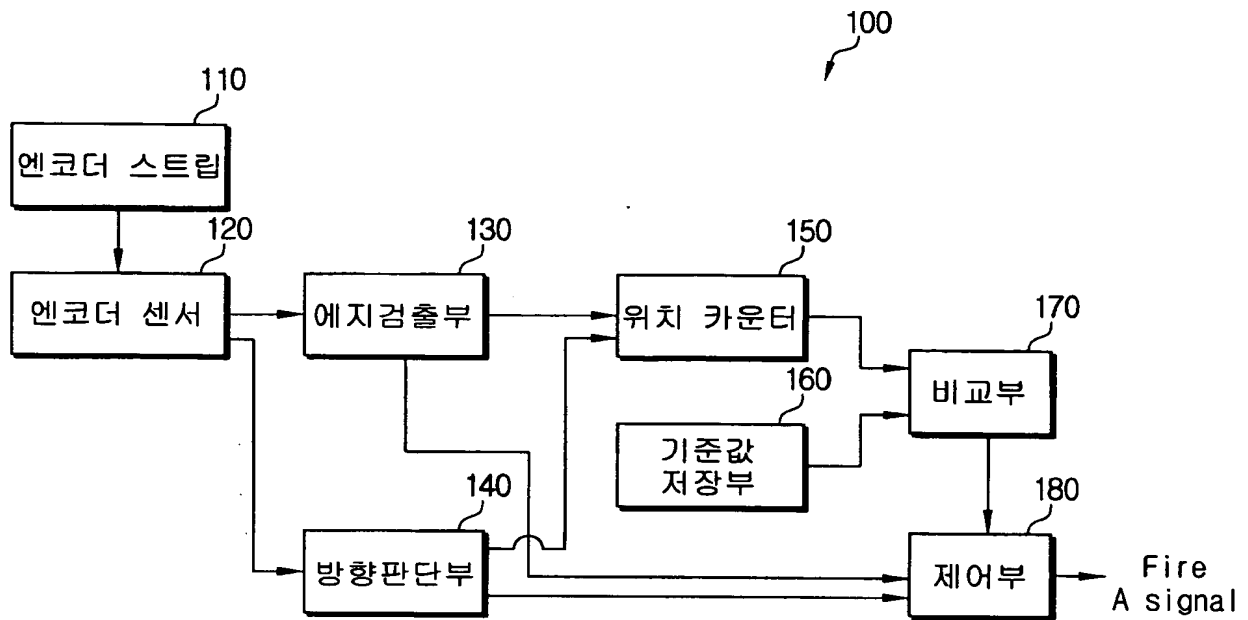 100
110
엔코더 스트립
120
엔코더 센서
130
에지검출부
140
방향판단부
150
위치 카운터
160
기준값
저장부
170
비교부
180
제어부
Fire
A signal